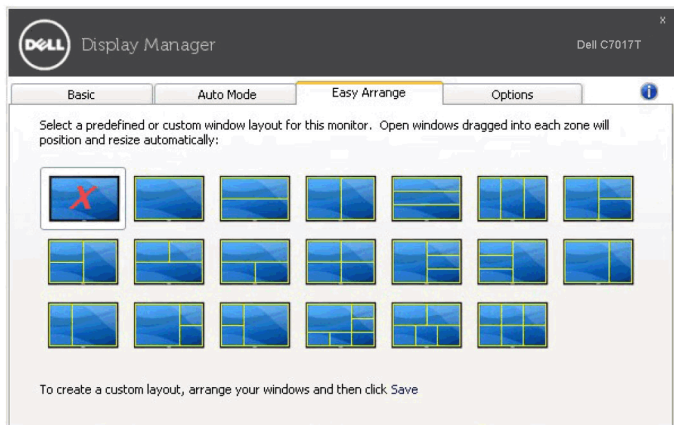 x
DELL Display Manager Dell C7017T
Basic Auto Mode Easy Arrange Options i
Select a predefined or custom window layout for this monitor. Open windows dragged into each zone will
position and resize automatically:
X
To create a custom layout, arrange your windows and then click Save